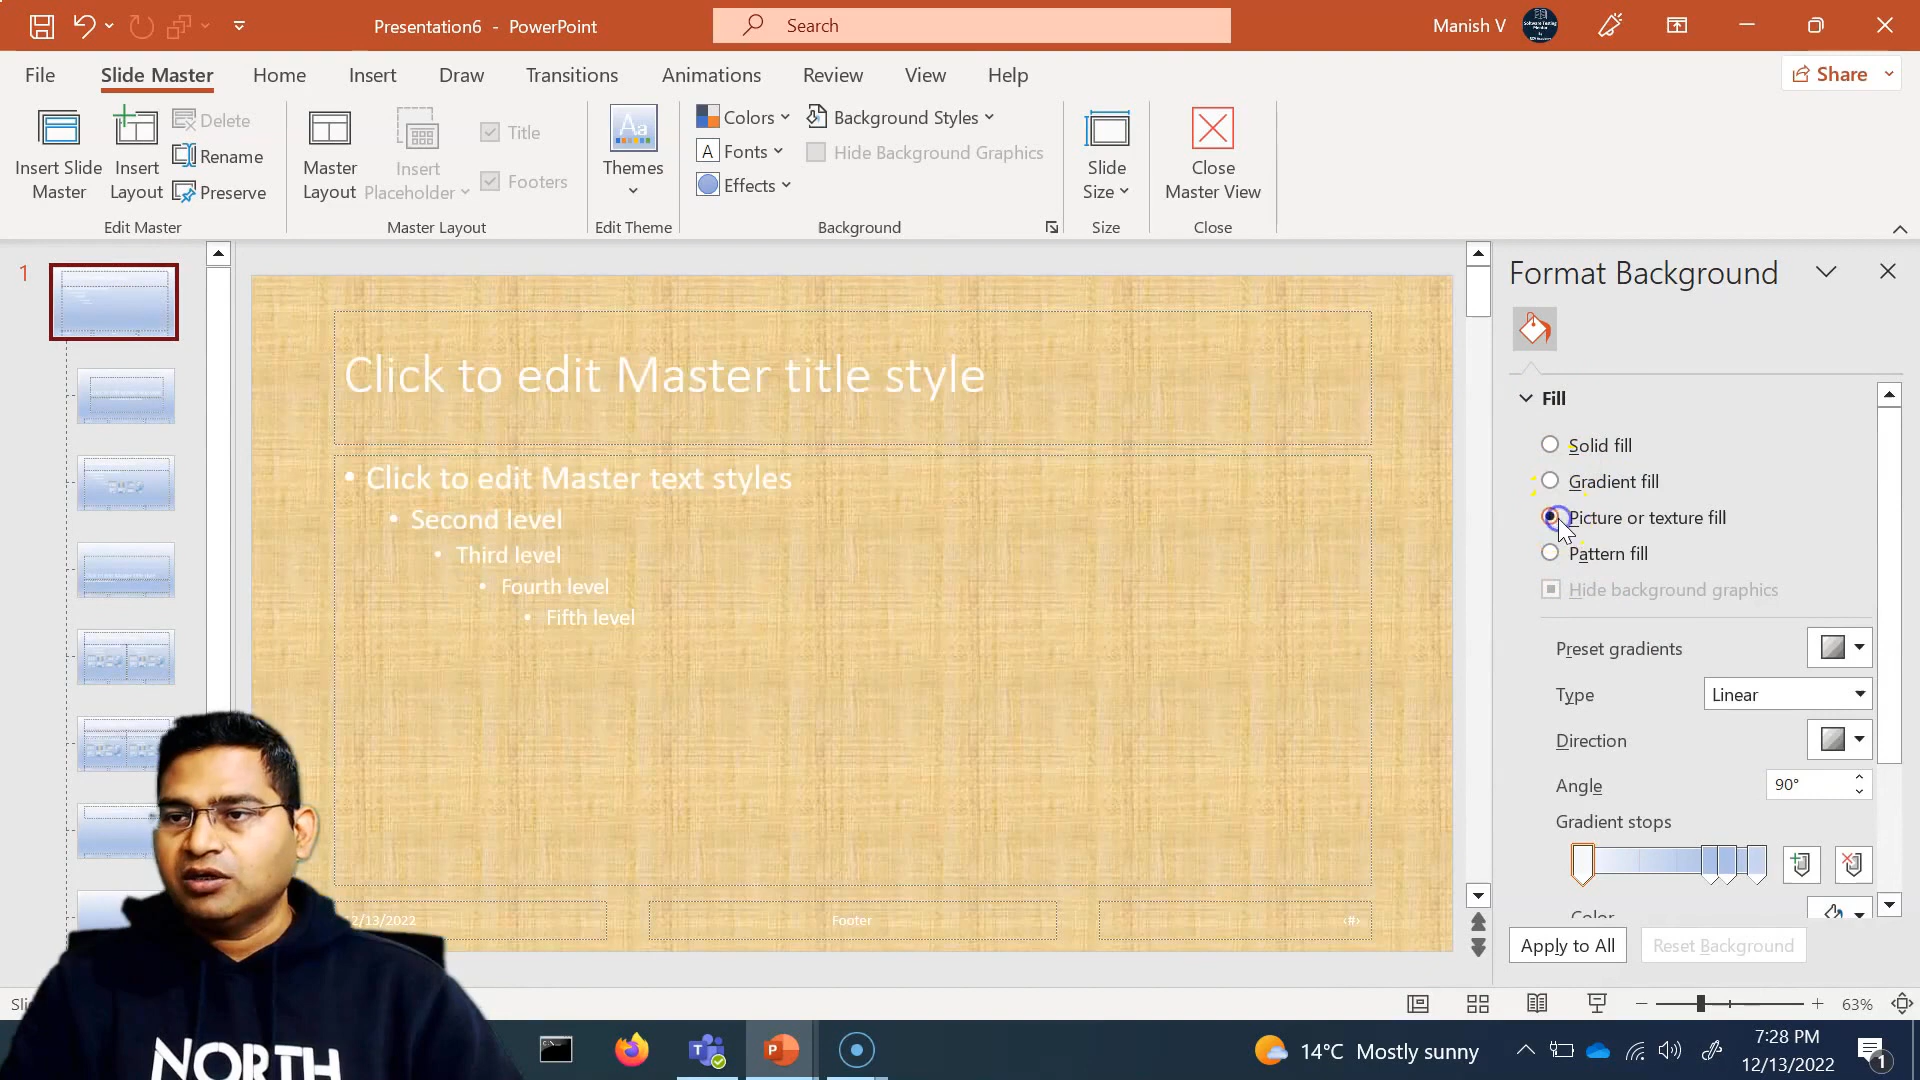 Presentation6 - PowerPoint
Search
Manish V
File
Slide Master
Home
Insert
Draw
Transitions
Animations
Review
View
Help
Share
Insert Slide
Master
Insert
Layout
Delete
Rename
Preserve
Edit Master
Master
Layout
Insert
Placeholder
Title
Footers
Master Layout
Aa
Themes
Edit Theme
Colors
A Fonts
Effects
Background Styles
Hide Background Graphics
Background
Slide
Size
Size
Close
Master View
Close
1
Click to edit Master title style
• Click to edit Master text styles
• Second level
• Third level
• Fourth level
• Fifth level
12/13/2022
Footer
‹#›
Format Background
Fill
Solid fill
Gradient fill
Picture or texture fill
Pattern fill
Hide background graphics
Preset gradients
Type
Linear
Direction
Angle
90°
Gradient stops
Color
Apply to All
Reset Background
63%
NORTH
14°C Mostly sunny
7:28 PM
12/13/2022
1